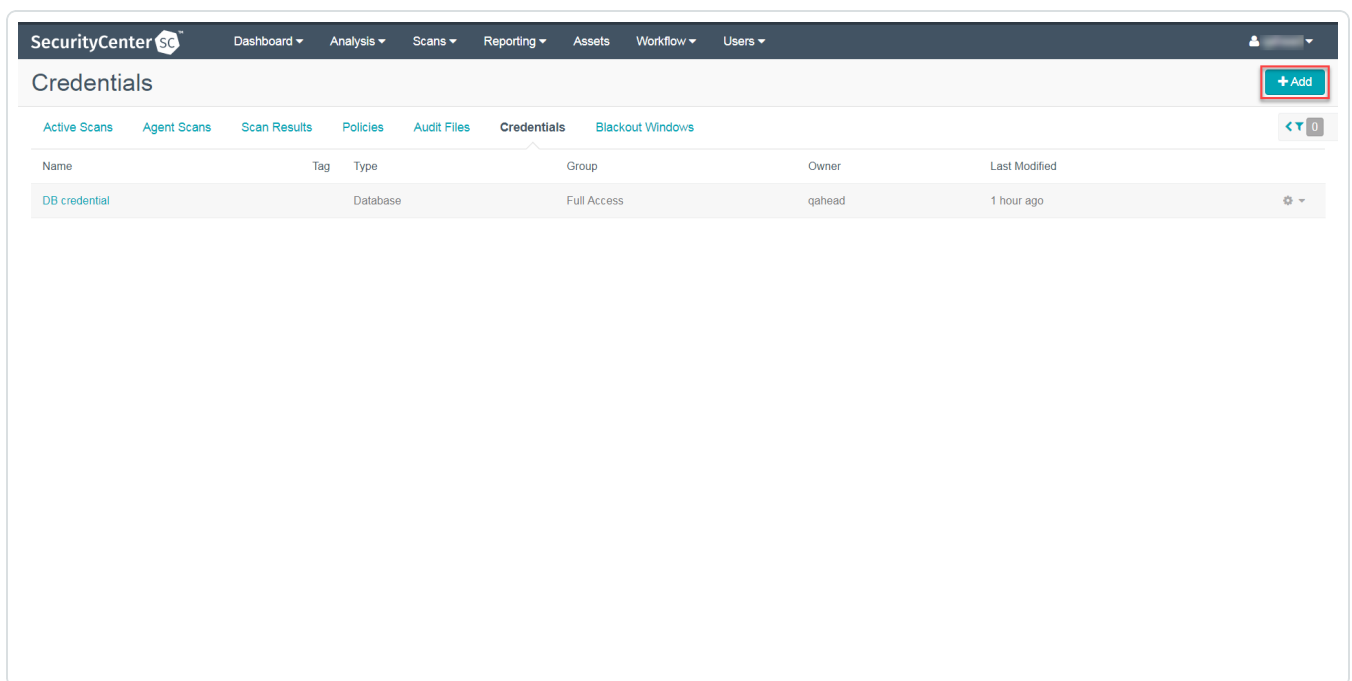 SecurityCenter SC™ Dashboard Analysis Scans Reporting Assets Workflow Users
Credentials + Add
Active Scans Agent Scans Scan Results Policies Audit Files Credentials Blackout Windows 0
Name Tag Type Group Owner Last Modified
DB credential Database Full Access qahead 1 hour ago